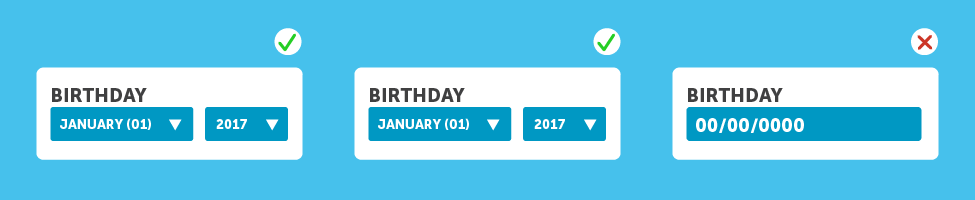 BIRTHDAY
JANUARY (01) 2017
BIRTHDAY
JANUARY (01) 2017
BIRTHDAY
00/00/0000